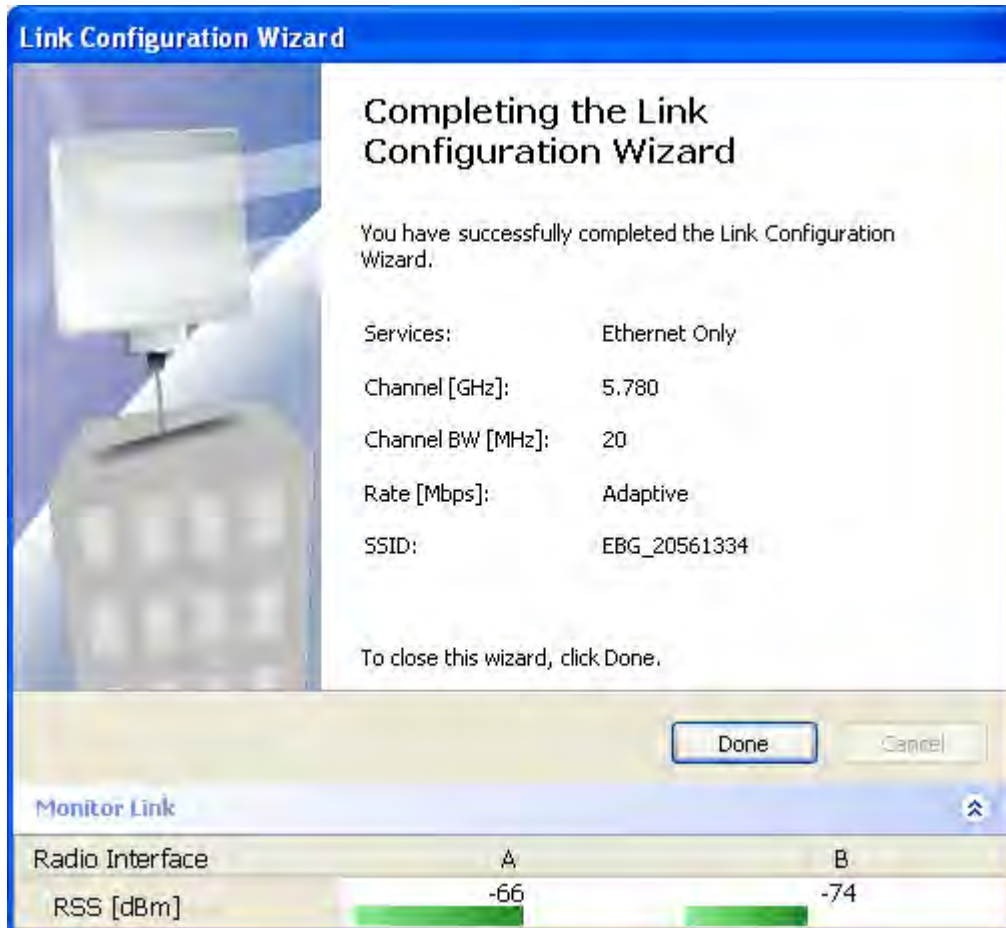 Link Configuration Wizard
Completing the Link
Configuration Wizard
You have successfully completed the Link Configuration
Wizard.
Services: Ethernet Only
Channel [GHz]: 5.780
Channel BW [MHz]: 20
Rate [Mbps]: Adaptive
SSID: EBG_20561334
To close this wizard, click Done.
Done Cancel
Monitor Link
Radio Interface A B
RSS [dBm] -66 -74